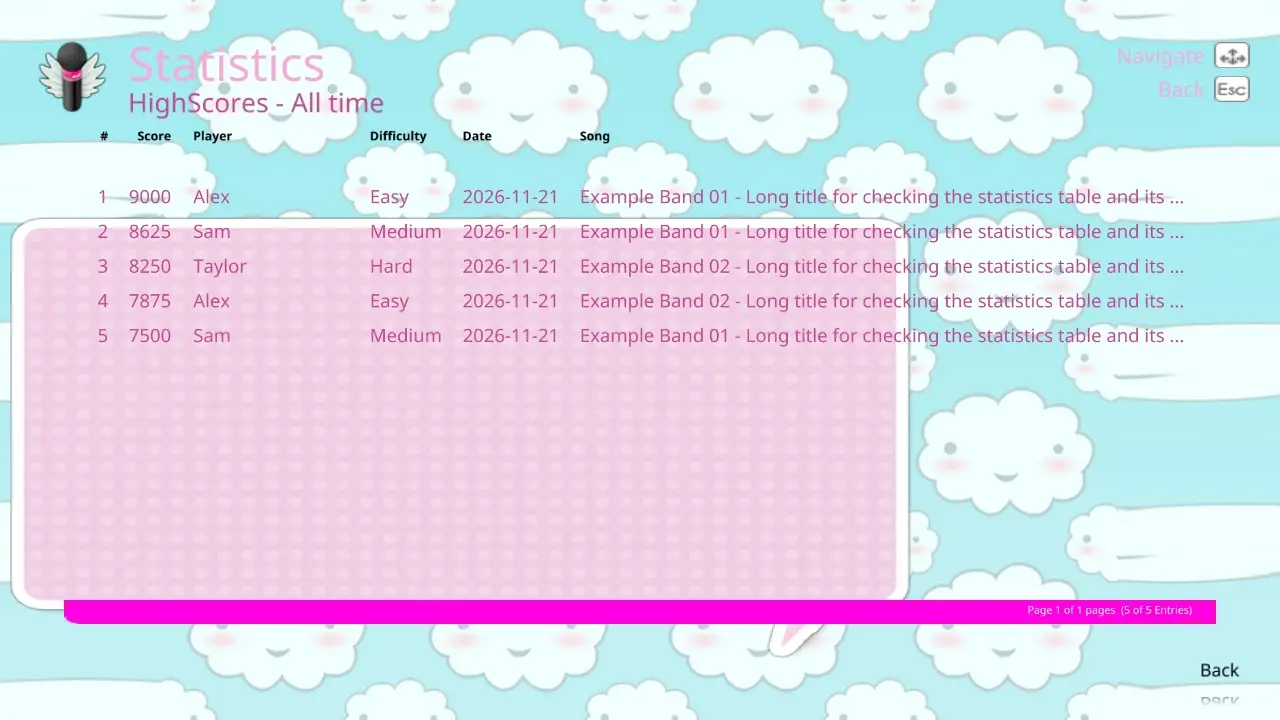 Statistics
HighScores - All time
Navigate
Back Esc
# Score Player Difficulty Date Song
1 9000 Alex Easy 2026-11-21 Example Band 01 - Long title for checking the statistics table and its ...
2 8625 Sam Medium 2026-11-21 Example Band 01 - Long title for checking the statistics table and its ...
3 8250 Taylor Hard 2026-11-21 Example Band 02 - Long title for checking the statistics table and its ...
4 7875 Alex Easy 2026-11-21 Example Band 02 - Long title for checking the statistics table and its ...
5 7500 Sam Medium 2026-11-21 Example Band 01 - Long title for checking the statistics table and its ...
Page 1 of 1 pages (5 of 5 Entries)
Back